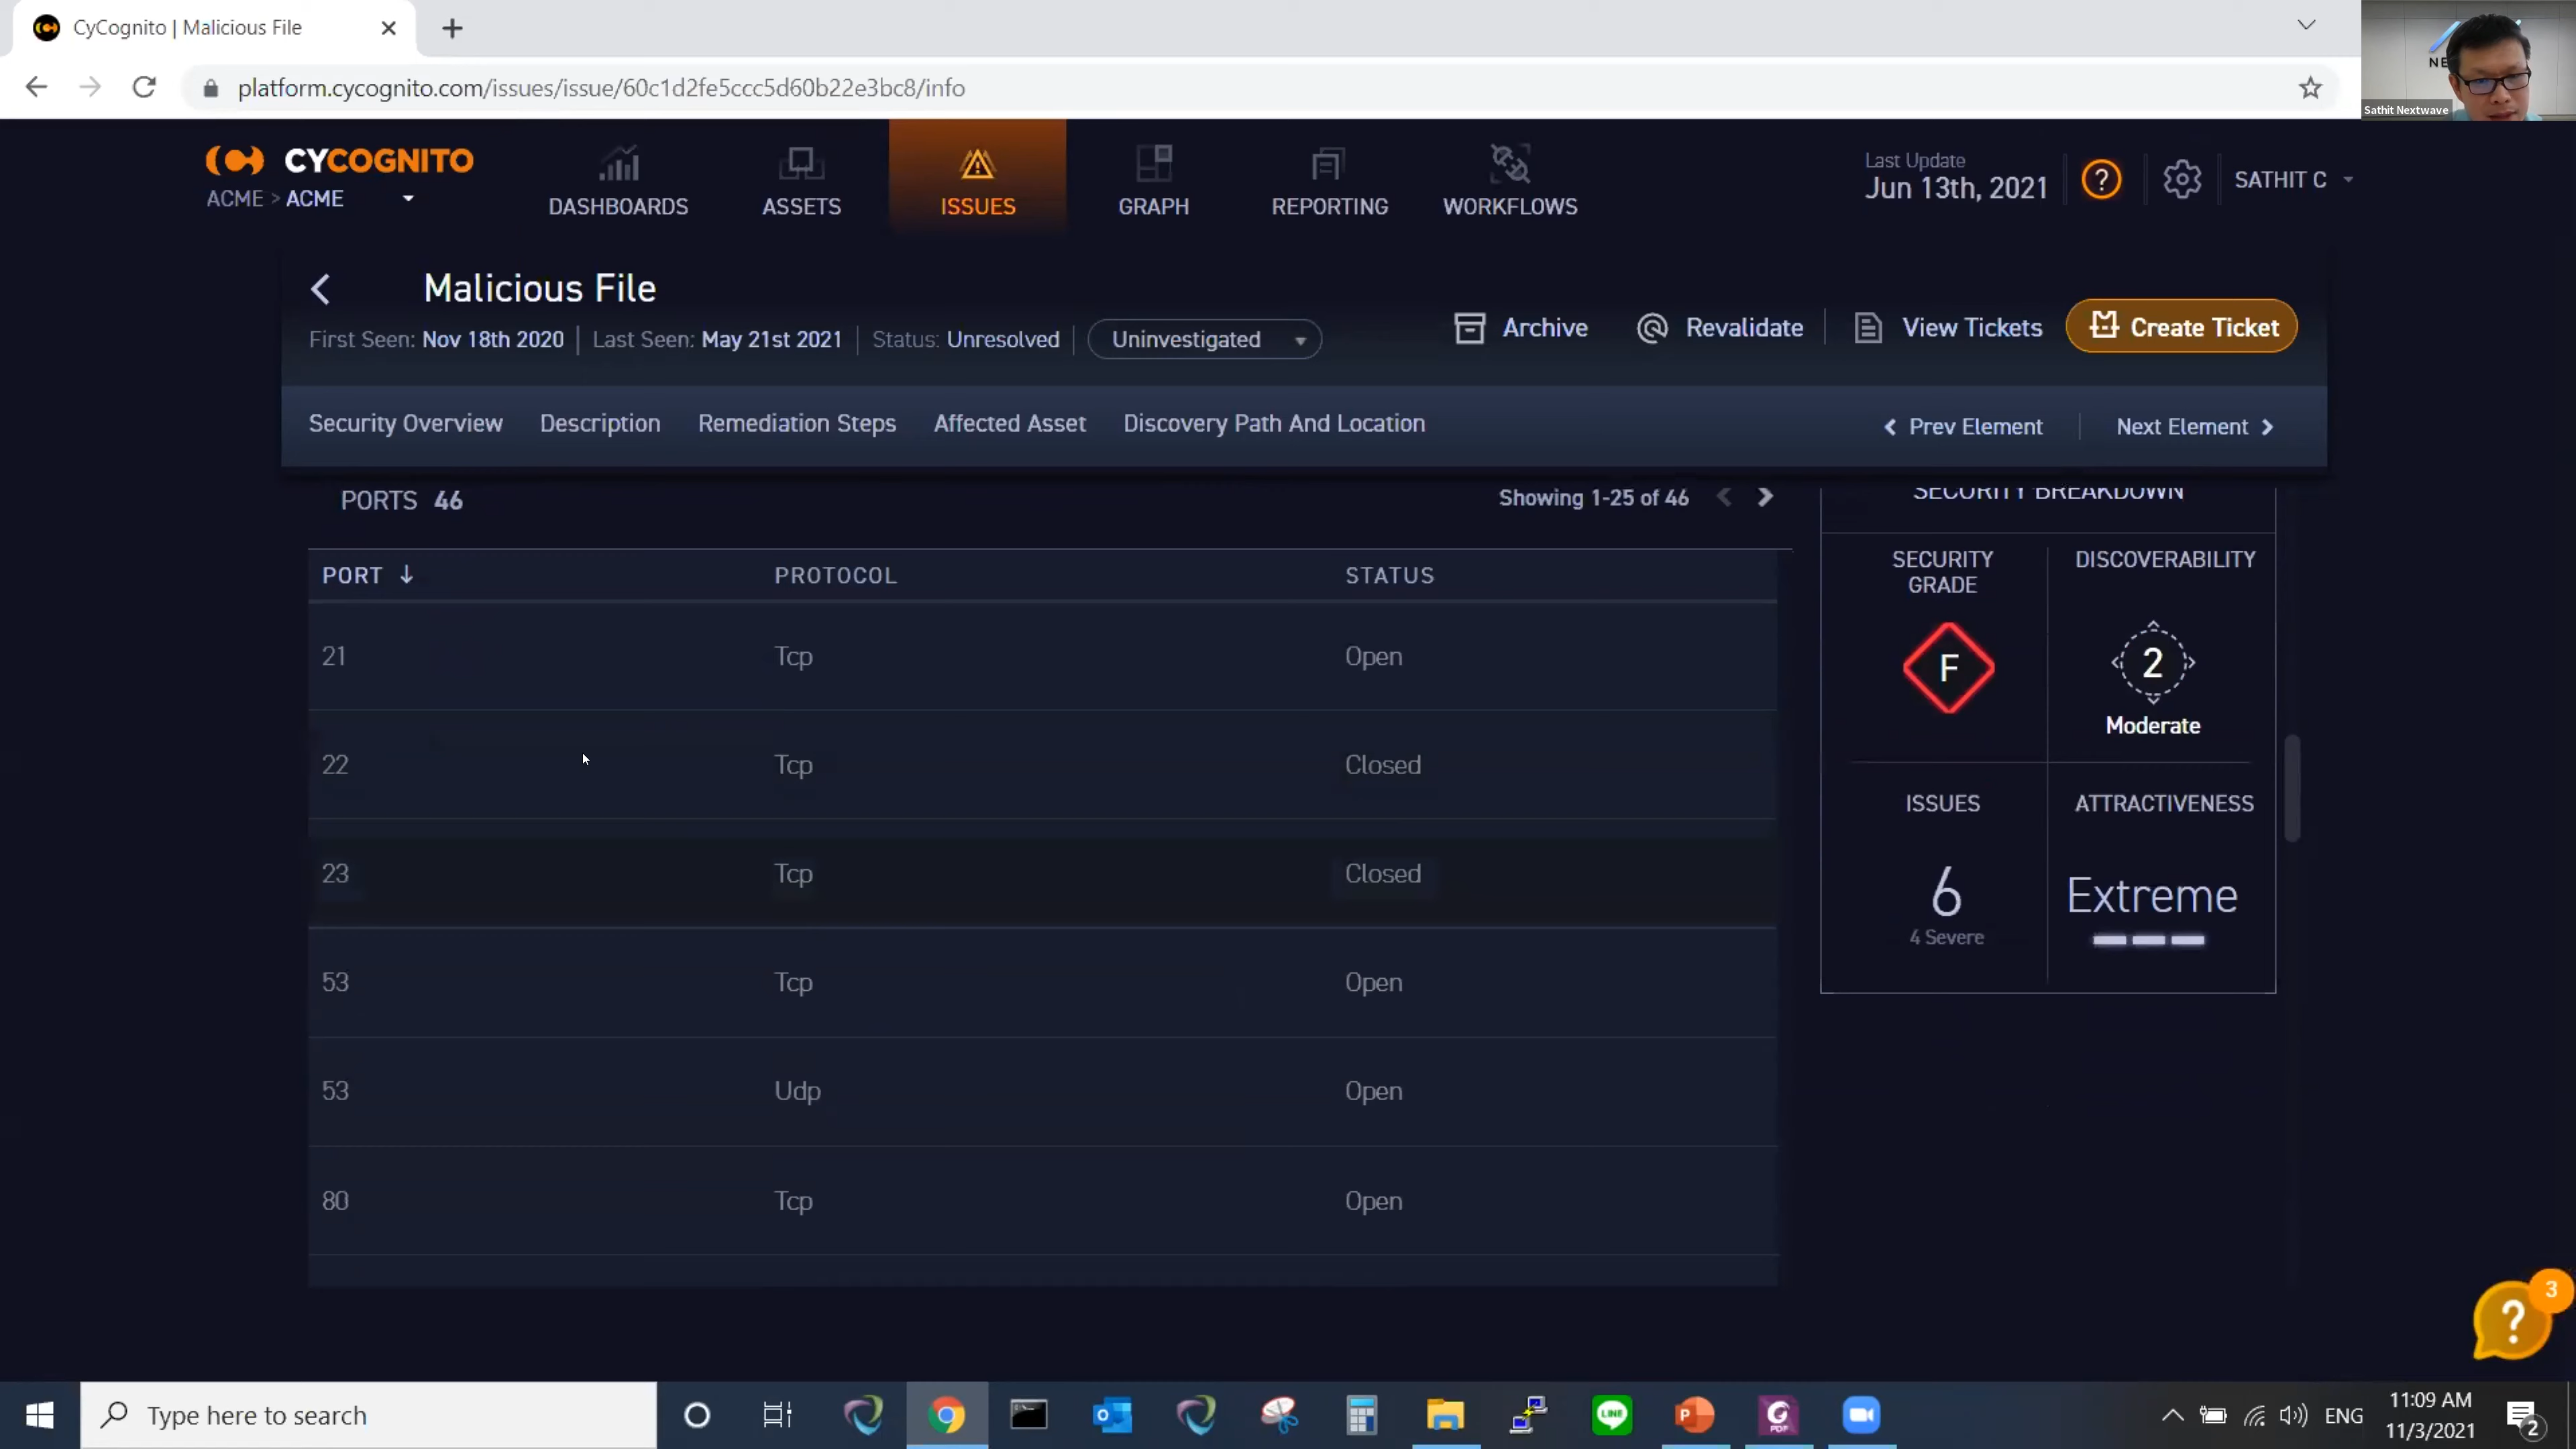 CyCognito | Malicious File
platform.cycognito.com/issues/issue/60c1d2fe5ccc5d60b22e3bc8/info
NE
Sathit Nextwave
CYCOGNITO
ACME > ACME
DASHBOARDS
ASSETS
ISSUES
GRAPH
REPORTING
WORKFLOWS
Last Update
Jun 13th, 2021
?
SATHIT C
Malicious File
First Seen: Nov 18th 2020 | Last Seen: May 21st 2021 | Status: Unresolved
Uninvestigated
Archive
Revalidate
View Tickets
Create Ticket
Security Overview
Description
Remediation Steps
Affected Asset
Discovery Path And Location
Prev Element
Next Element
PORTS 46
Showing 1-25 of 46
PORT ↓ PROTOCOL STATUS
21 Tcp Open
22 Tcp Closed
23 Tcp Closed
53 Tcp Open
53 Udp Open
80 Tcp Open
SECURITY BREAKDOWN
SECURITY
GRADE
F
DISCOVERABILITY
2
Moderate
ISSUES
6
4 Severe
ATTRACTIVENESS
Extreme
?
3
Type here to search
LINE
PDF
ENG
11:09 AM
11/3/2021
2